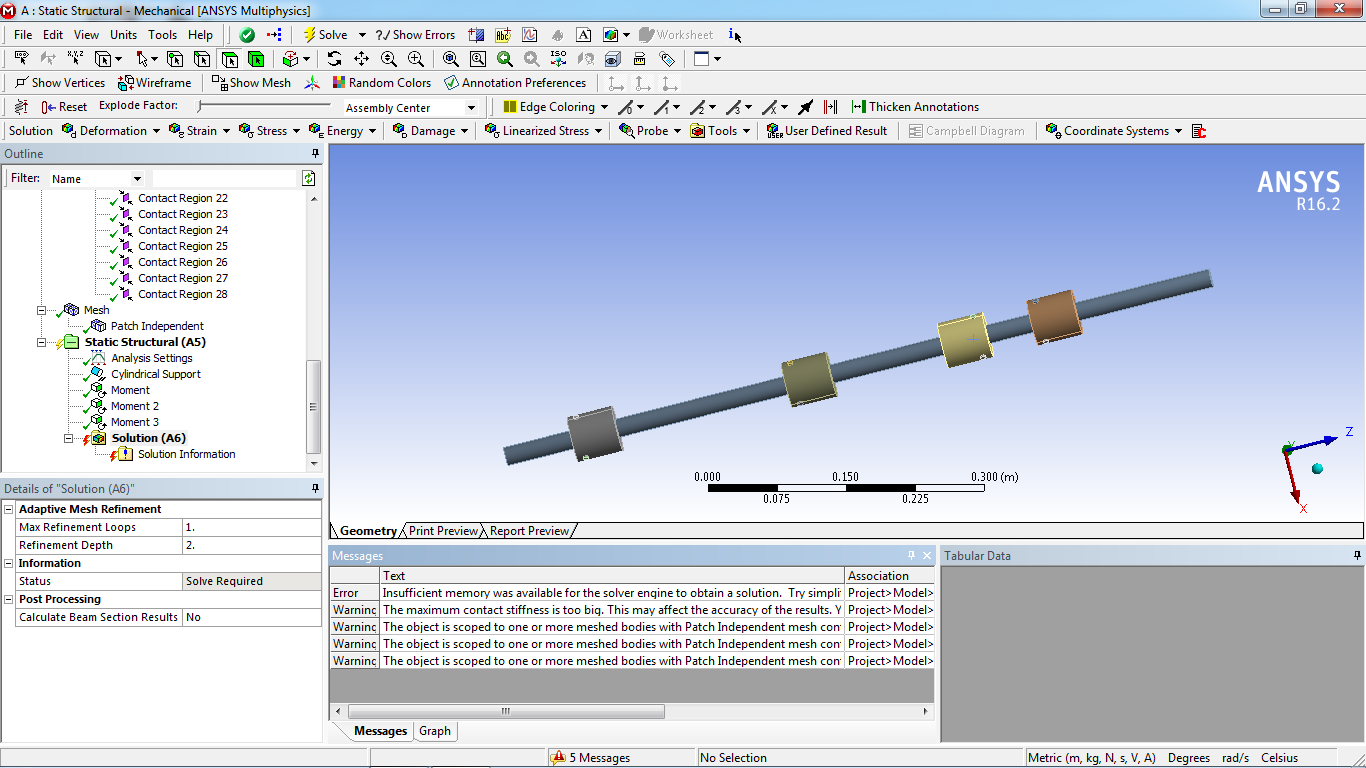 A : Static Structural - Mechanical [ANSYS Multiphysics]
File Edit View Units Tools Help Solve ?/ Show Errors Worksheet
Show Vertices Wireframe Show Mesh Random Colors Annotation Preferences
Reset Explode Factor: Assembly Center Edge Coloring Thicken Annotations
Solution Deformation Strain Stress Energy Damage Linearized Stress Probe Tools User Defined Result Campbell Diagram Coordinate Systems
Outline
Filter: Name
Contact Region 22
Contact Region 23
Contact Region 24
Contact Region 25
Contact Region 26
Contact Region 27
Contact Region 28
Mesh
Patch Independent
Static Structural (A5)
Analysis Settings
Cylindrical Support
Moment
Moment 2
Moment 3
Solution (A6)
Solution Information
Details of "Solution (A6)"
Adaptive Mesh Refinement
Max Refinement Loops 1.
Refinement Depth 2.
Information
Status Solve Required
Post Processing
Calculate Beam Section Results No
ANSYS
R16.2
0.000 0.150 0.300 (m)
0.075 0.225
Y
Z
X
Geometry Print Preview Report Preview
Messages
Text Association
Error Insufficient memory was available for the solver engine to obtain a solution. Try simpli Project>Model>
Warning The maximum contact stiffness is too big. This may affect the accuracy of the results. Y Project>Model>
Warning The object is scoped to one or more meshed bodies with Patch Independent mesh con Project>Model>
Warning The object is scoped to one or more meshed bodies with Patch Independent mesh con Project>Model>
Warning The object is scoped to one or more meshed bodies with Patch Independent mesh con Project>Model>
Messages Graph
Tabular Data
5 Messages No Selection Metric (m, kg, N, s, V, A) Degrees rad/s Celsius